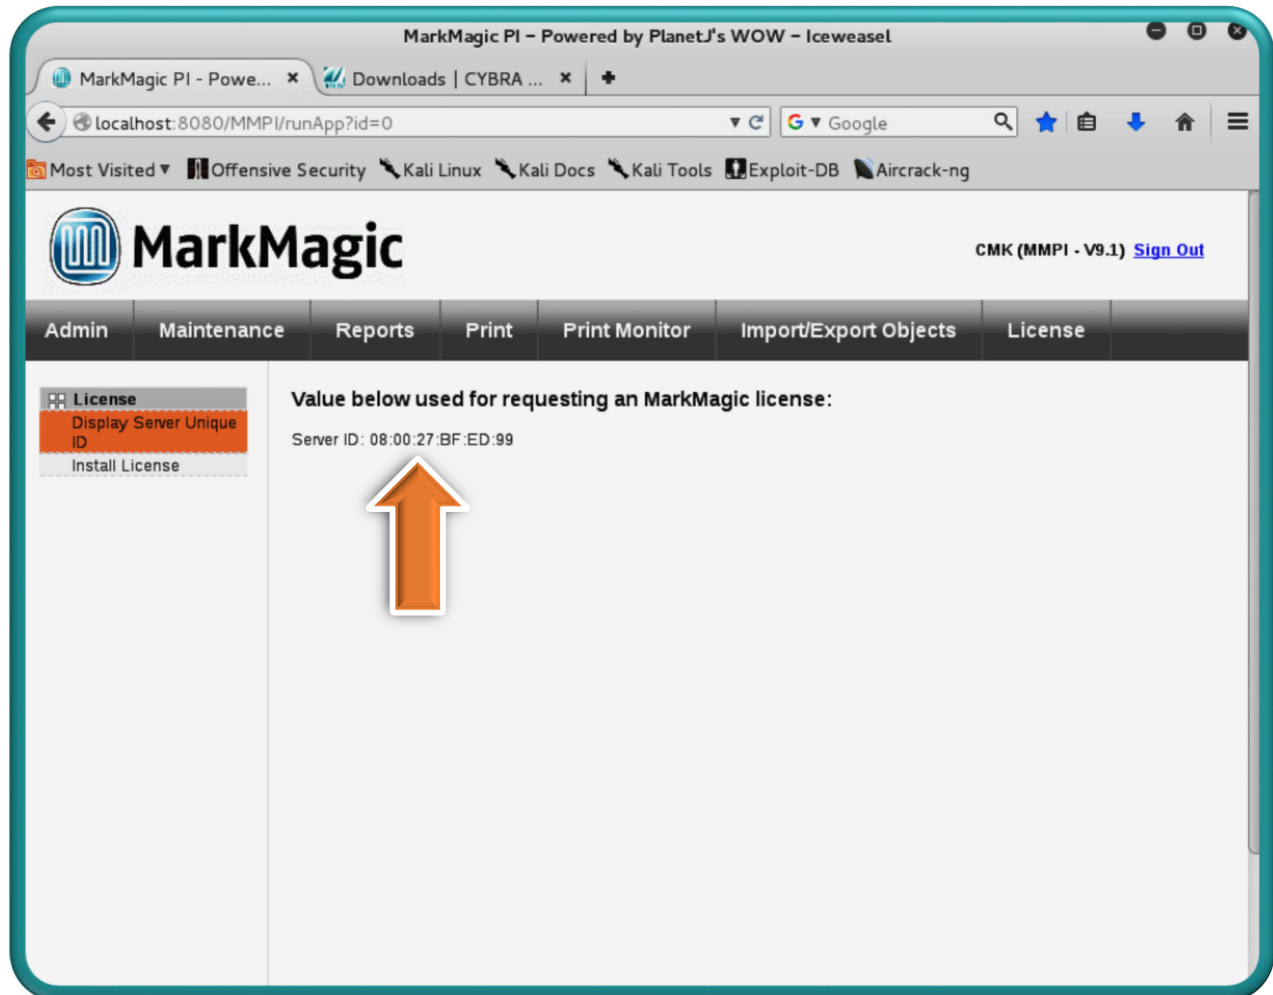 MarkMagic PI – Powered by PlanetJ's WOW – Iceweasel
MarkMagic PI - Powe... Downloads | CYBRA ...
localhost:8080/MMPI/runApp?id=0 Google
Most Visited Offensive Security Kali Linux Kali Docs Kali Tools Exploit-DB Aircrack-ng
MarkMagic
CMK (MMPI - V9.1) Sign Out
Admin Maintenance Reports Print Print Monitor Import/Export Objects License
License
Display Server Unique
ID
Install License
Value below used for requesting an MarkMagic license:
Server ID: 08:00:27:BF:ED:99